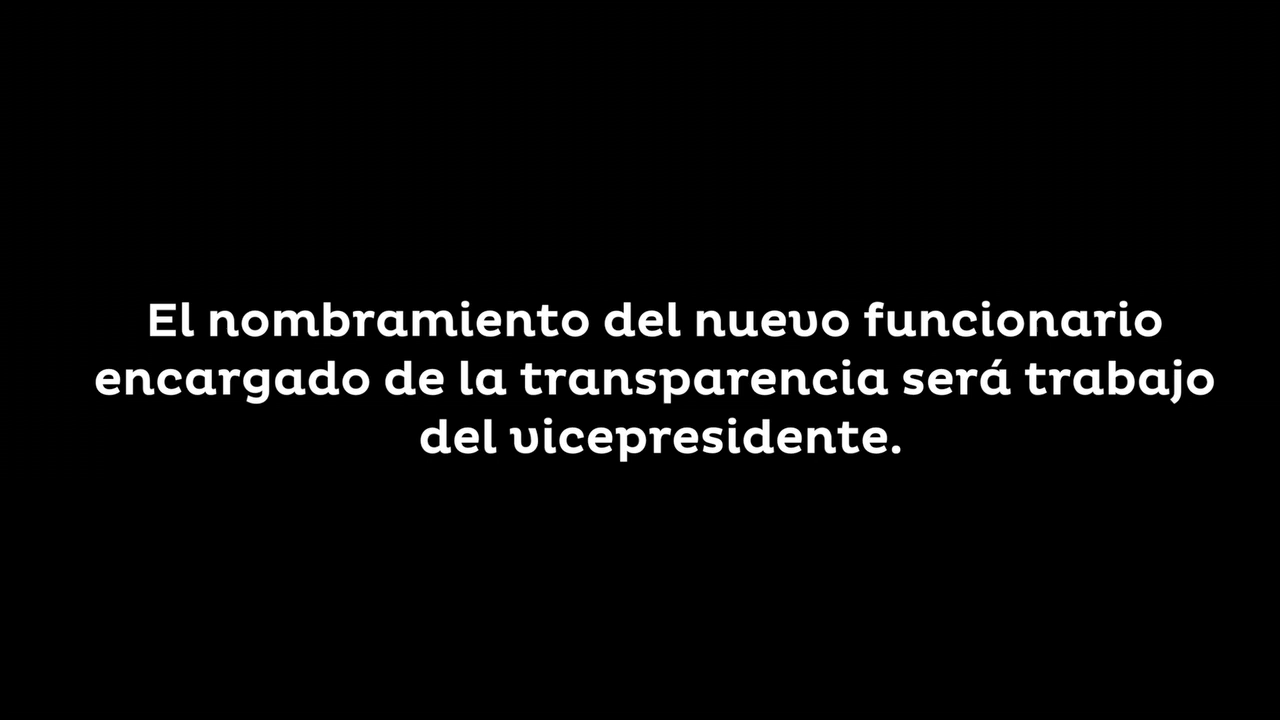 El nombramiento del nuevo funcionario
encargado de la transparencia será trabajo
del vicepresidente.